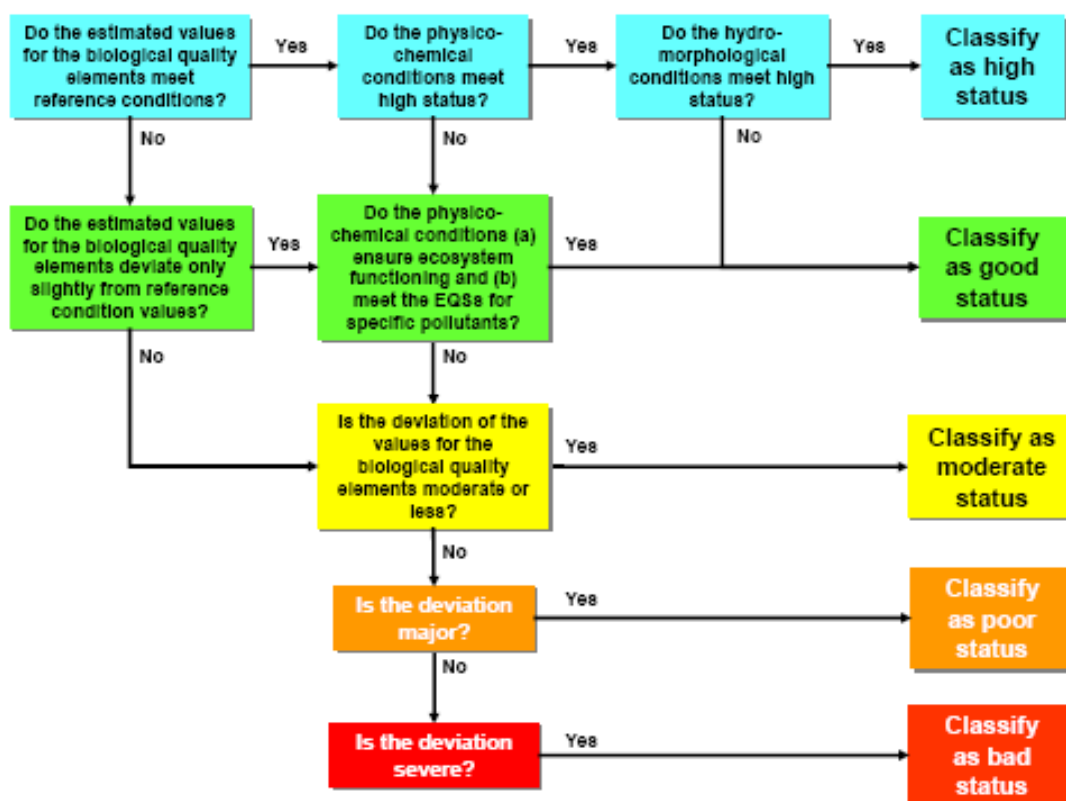 Do the estimated values
for the biological quality
elements meet
reference conditions?
Yes
Do the physico-
chemical
conditions meet
high status?
Yes
Do the hydro-
morphological
conditions meet high
status?
Yes
Classify
as high
status
No
No
No
Do the estimated values
for the biological quality
elements deviate only
slightly from reference
condition values?
Yes
Do the physico-
chemical conditions (a)
ensure ecosystem
functioning and (b)
meet the EQSs for
specific pollutants?
Yes
Classify
as good
status
No
No
Is the deviation of the
values for the
biological quality
elements moderate or
less?
Yes
Classify as
moderate
status
No
Is the deviation
major?
Yes
Classify
as poor
status
No
Is the deviation
severe?
Yes
Classify
as bad
status